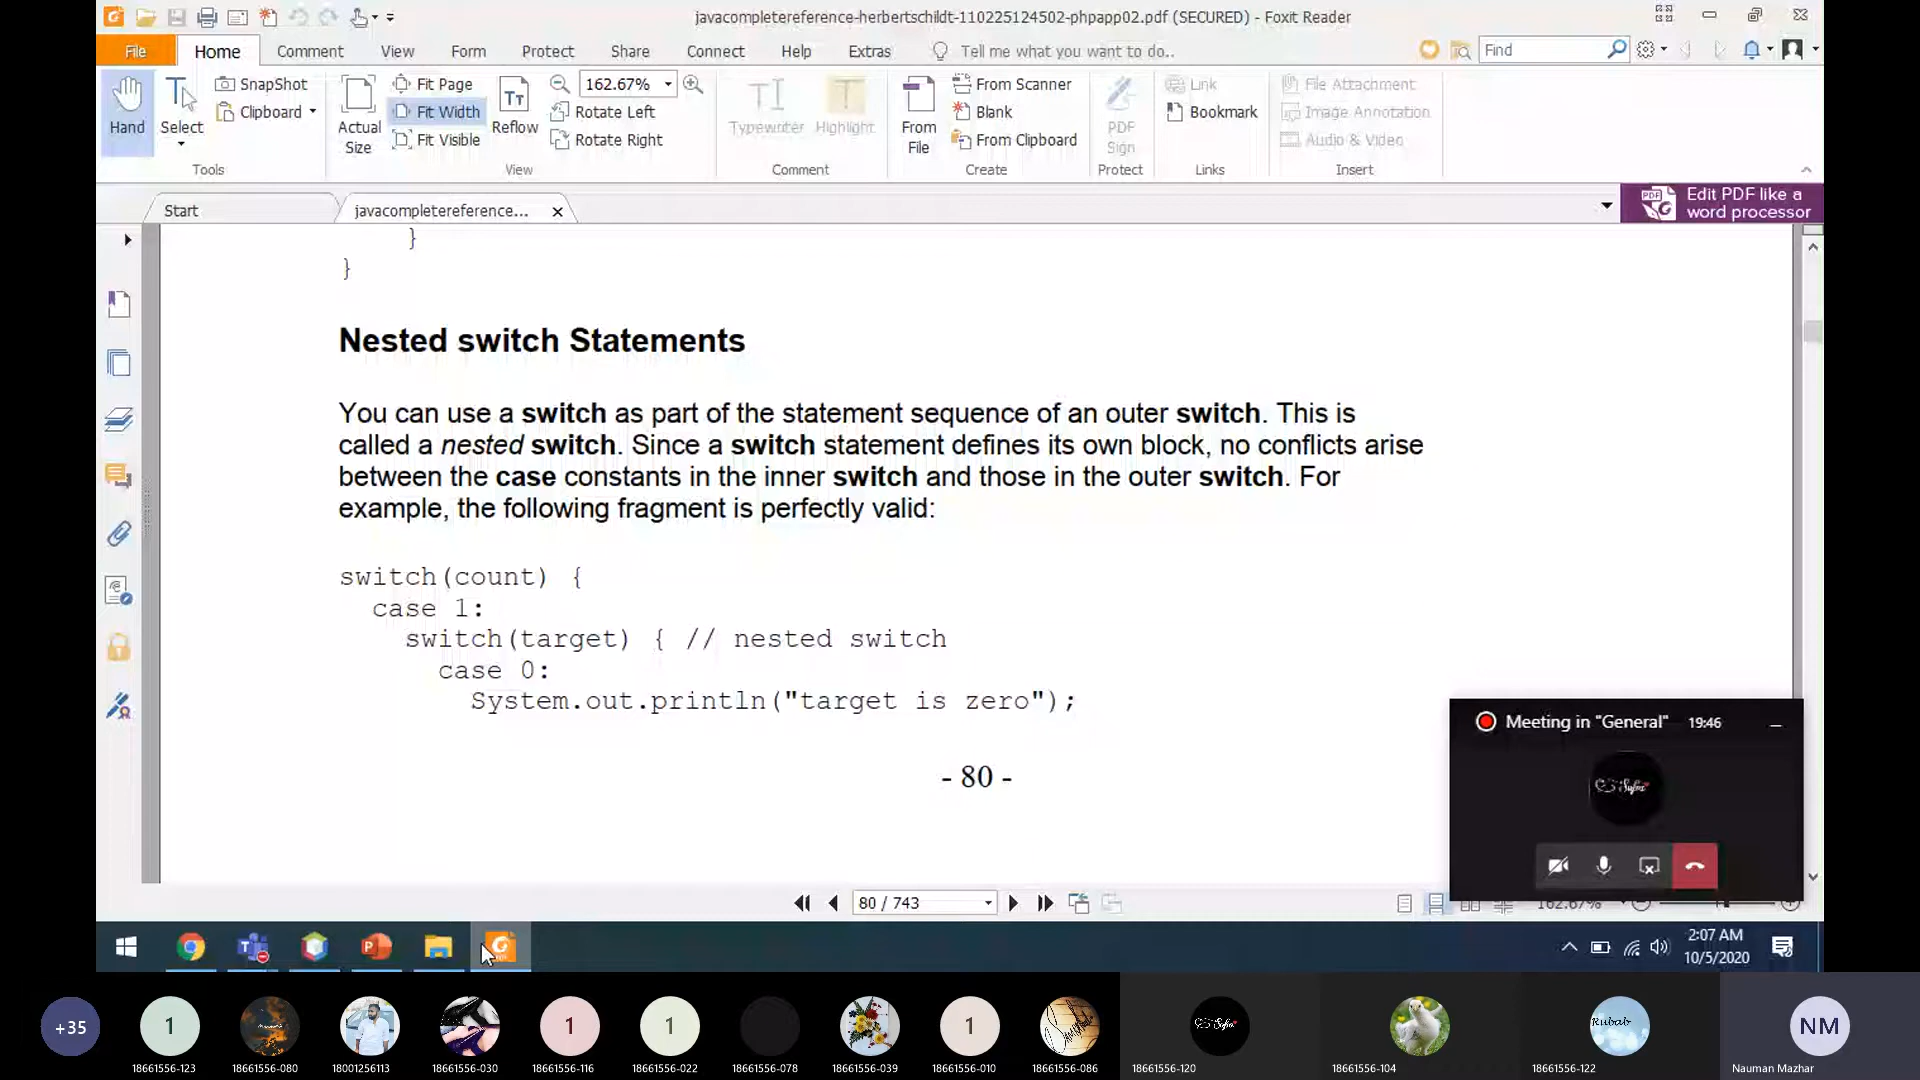 javacompletereference-herbertschildt-110225124502-phpapp02.pdf (SECURED) - Foxit Reader
File Home Comment View Form Protect Share Connect Help Extras Tell me what you want to do.. Find
Hand
Select
SnapShot
Clipboard
Tools
Actual Size
Fit Page
Fit Width
Fit Visible
Reflow
162.67%
Rotate Left
Rotate Right
View
Typewriter
Highlight
Comment
From File
From Scanner
Blank
From Clipboard
Create
PDF Sign
Protect
Link
Bookmark
Links
File Attachment
Image Annotation
Audio & Video
Insert
Start
javacompletereference...
Edit PDF like a
word processor
}
}
Nested switch Statements
You can use a switch as part of the statement sequence of an outer switch. This is
called a nested switch. Since a switch statement defines its own block, no conflicts arise
between the case constants in the inner switch and those in the outer switch. For
example, the following fragment is perfectly valid:
switch(count) {
case 1:
switch(target) { // nested switch
case 0:
System.out.println("target is zero");
- 80 -
Meeting in "General" 19:46
80 / 743
162.67%
2:07 AM
10/5/2020
+35
1
1
1
1
Rubab
NM
18661556-123
18661556-080
18001256113
18661556-030
18661556-116
18661556-022
18661556-078
18661556-039
18661556-010
18661556-086
18661556-120
18661556-104
18661556-122
Nauman Mazhar